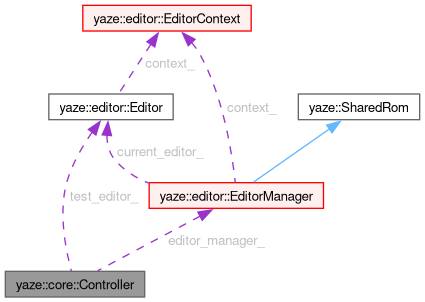 yaze::editor::EditorContext
context_
yaze::editor::Editor
context_
yaze::SharedRom
current_editor_
test_editor_
yaze::editor::EditorManager
editor_manager_
yaze::core::Controller